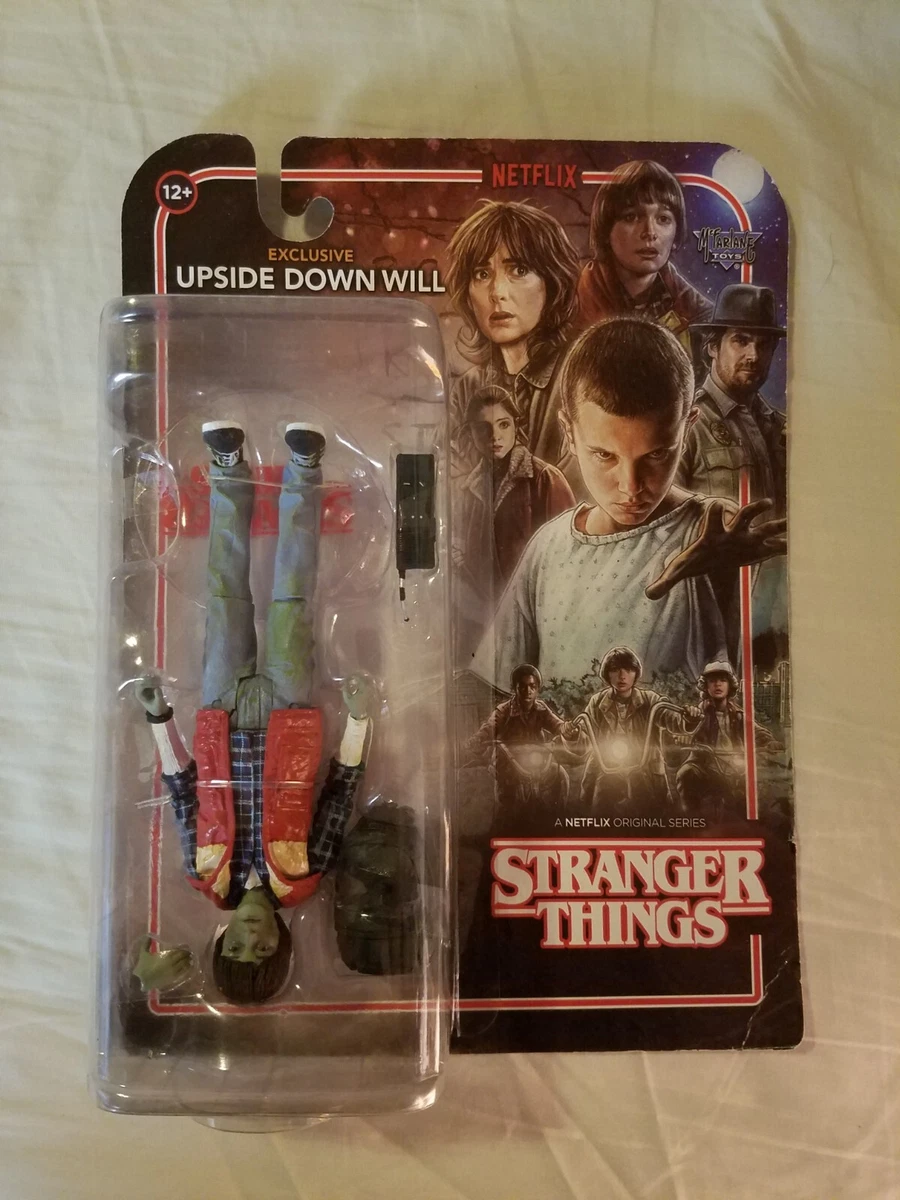 12+
NETFLIX
EXCLUSIVE
UPSIDE DOWN WILL
McFARLANE
TOYS
®
A NETFLIX ORIGINAL SERIES
STRANGER
THINGS